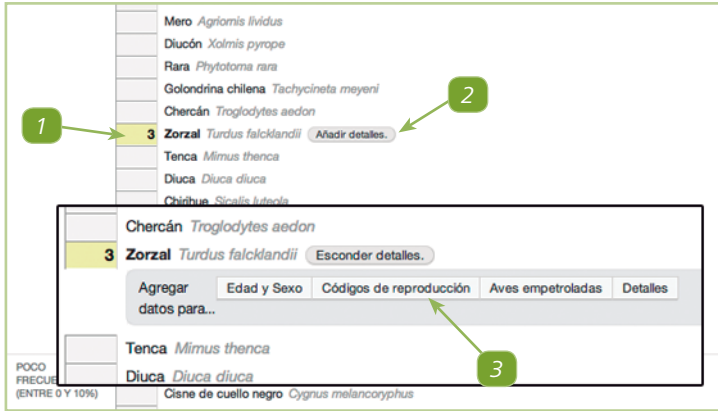 Mero Agriornis lividus
Diucón Xolmis pyrope
Rara Phytotoma rara
Golondrina chilena Tachycineta meyeni
Chercán Troglodytes aedon
3 Zorzal Turdus falcklandii Añadir detalles.
Tenca Mimus thenca
Diuca Diuca diuca
Chirihue Sicalis luteola
1
2
Chercán Troglodytes aedon
3 Zorzal Turdus falcklandii Esconder detalles.
Agregar datos para...
Edad y Sexo Códigos de reproducción Aves empetroladas Detalles
3
Tenca Mimus thenca
Diuca Diuca diuca
POCO
FRECUE
(ENTRE 0 Y 10%)
Cisne de cuello negro Cygnus melancoryphus